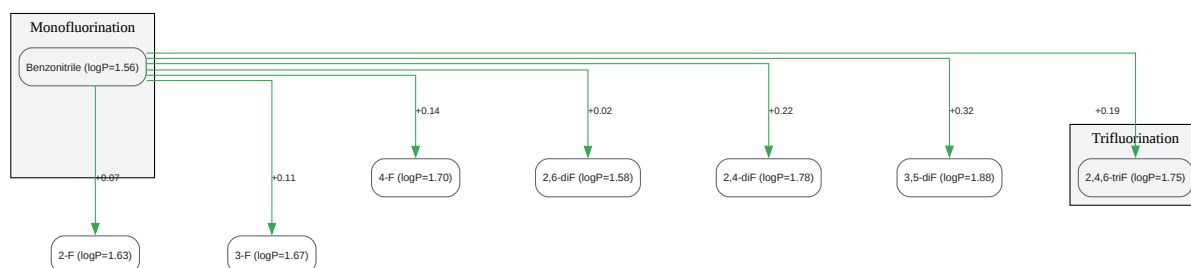 Monofluorination
Benzonitrile (logP=1.56)
+0.14
+0.02
+0.22
+0.32
+0.19
Trifluorination
+0.07
+0.11
4-F (logP=1.70)
2,6-diF (logP=1.58)
2,4-diF (logP=1.78)
3,5-diF (logP=1.88)
2,4,6-triF (logP=1.75)
2-F (logP=1.63)
3-F (logP=1.67)